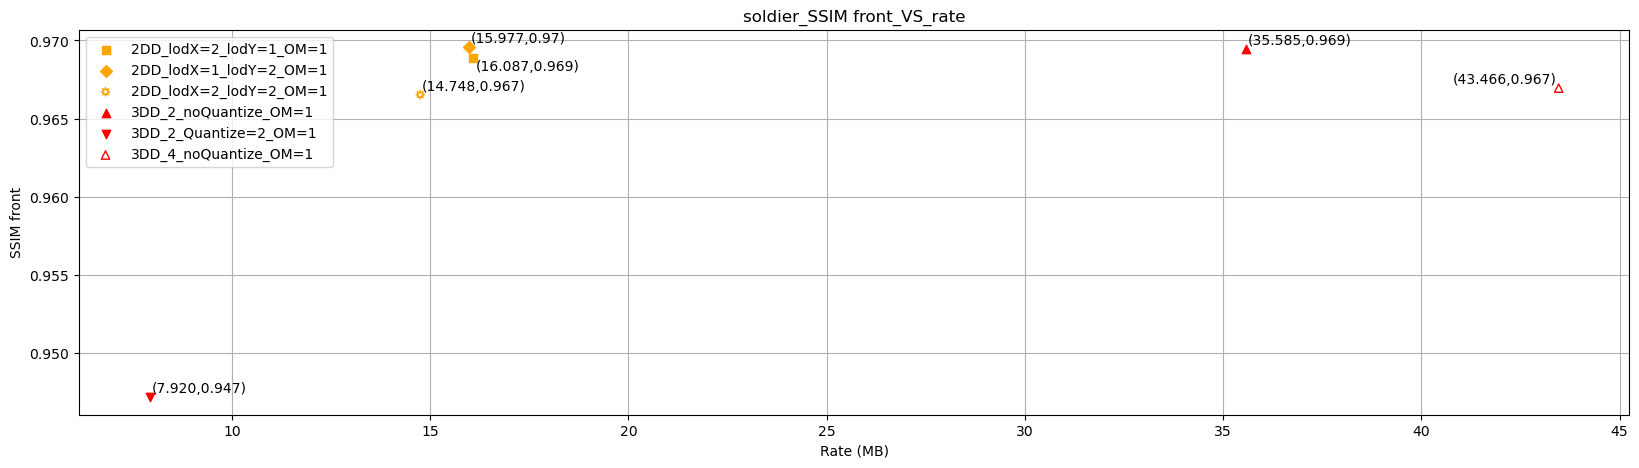 soldier_SSIM front_VS_rate
2DD_lodX=2_lodY=1_OM=1
2DD_lodX=1_lodY=2_OM=1
2DD_lodX=2_lodY=2_OM=1
3DD_2_noQuantize_OM=1
3DD_2_Quantize=2_OM=1
3DD_4_noQuantize_OM=1
(15.977,0.97)
(16.087,0.969)
(14.748,0.967)
(35.585,0.969)
(43.466,0.967)
(7.920,0.947)
SSIM front
0.970
0.965
0.960
0.955
0.950
10 15 20 25 30 35 40 45
Rate (MB)